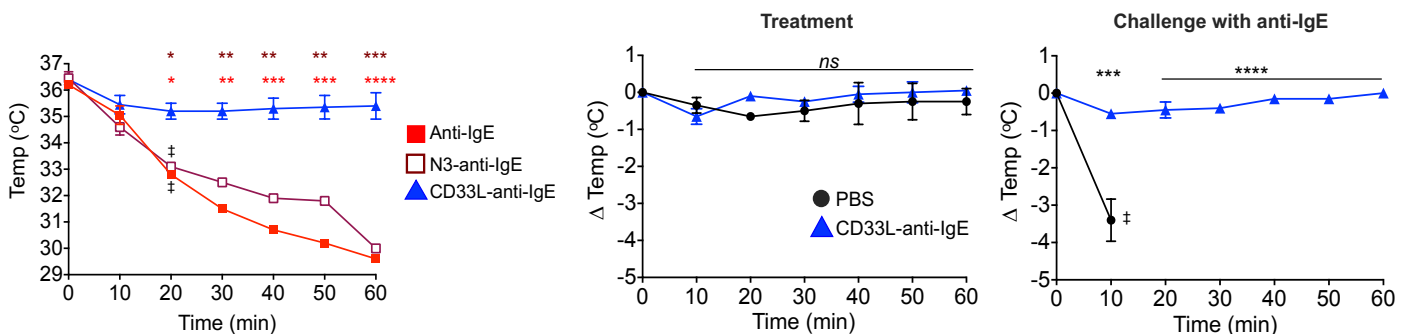 Treatment
Challenge with anti-IgE
* ** ** ** ***
* ** *** *** ****
37
36
35
34
33
32
31
30
29
Temp (oC)
‡
‡
0 10 20 30 40 50 60
Time (min)
Anti-IgE
N3-anti-IgE
CD33L-anti-IgE
ns
1
0
-1
-2
-3
-4
-5
Δ Temp (oC)
PBS
CD33L-anti-IgE
0 10 20 30 40 50 60
Time (min)
*** ****
1
0
-1
-2
-3
-4
-5
Δ Temp (oC)
‡
0 10 20 30 40 50 60
Time (min)